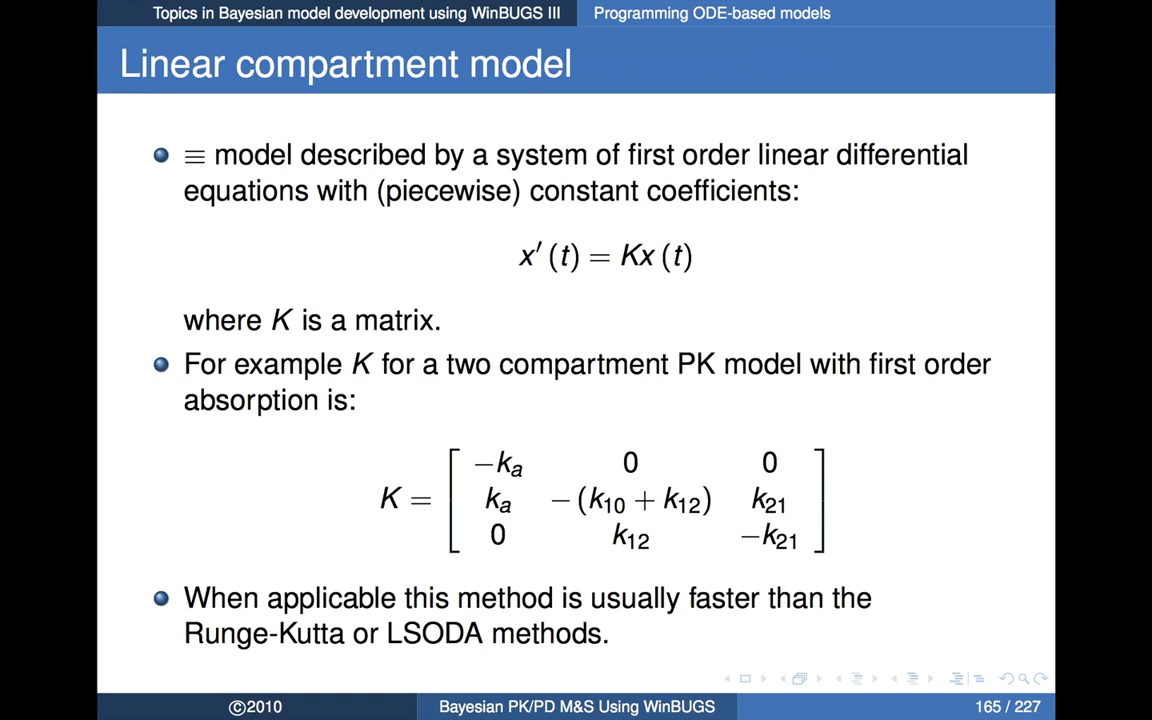 Topics in Bayesian model development using WinBUGS III
Programming ODE-based models
Linear compartment model
≡ model described by a system of first order linear differential
equations with (piecewise) constant coefficients:
x′ (t) = Kx (t)
where K is a matrix.
For example K for a two compartment PK model with first order
absorption is:
K = [ −kₐ 0 0
kₐ − (k₁₀ + k₁₂) k₂₁
0 k₁₂ −k₂₁ ]
When applicable this method is usually faster than the
Runge-Kutta or LSODA methods.
©2010
Bayesian PK/PD M&S Using WinBUGS
165 / 227